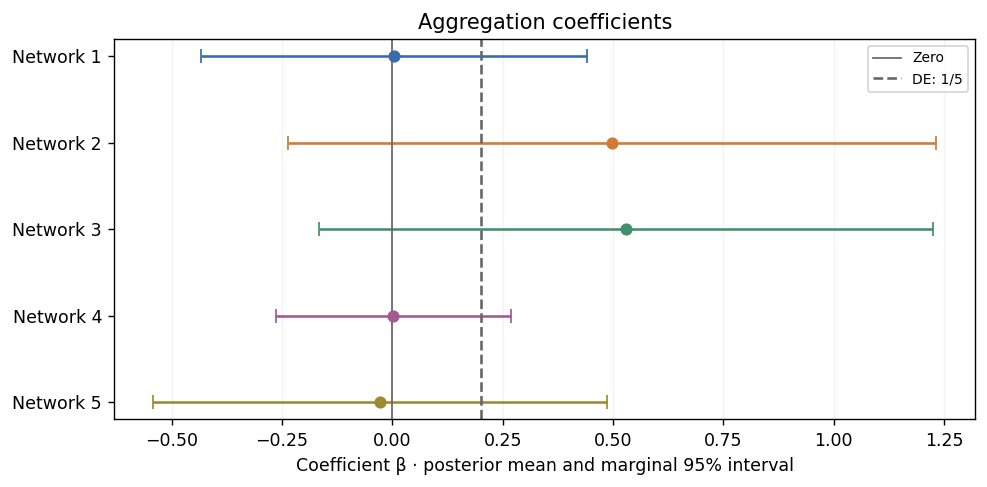 Aggregation coefficients
Network 1
Network 2
Network 3
Network 4
Network 5
Zero
DE: 1/5
−0.50
−0.25
0.00
0.25
0.50
0.75
1.00
1.25
Coefficient β · posterior mean and marginal 95% interval